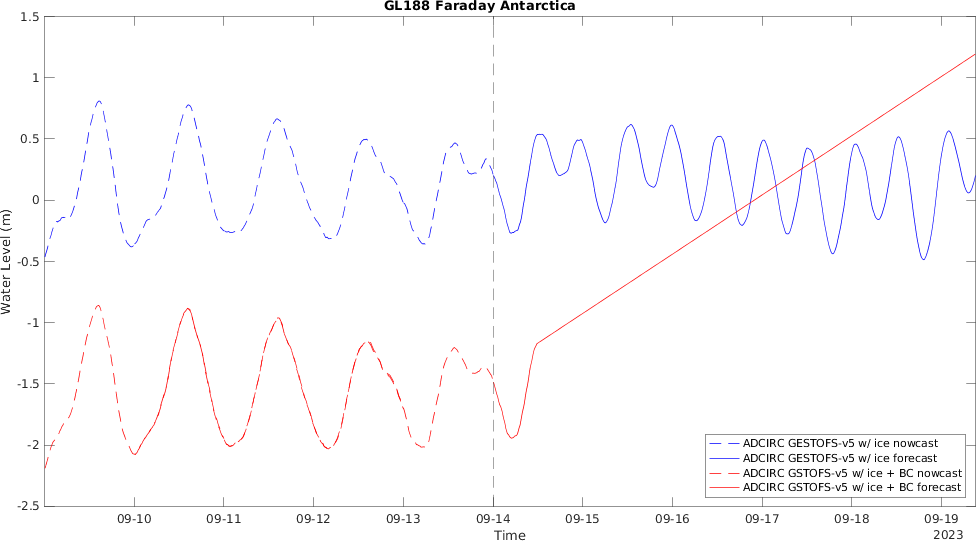 GL188 Faraday Antarctica
1.5
1
0.5
0
-0.5
-1
-1.5
-2
-2.5
Water Level (m)
09-10 09-11 09-12 09-13 09-14 09-15 09-16 09-17 09-18 09-19
Time
2023
ADCIRC GESTOFS-v5 w/ ice nowcast
ADCIRC GESTOFS-v5 w/ ice forecast
ADCIRC GSTOFS-v5 w/ ice + BC nowcast
ADCIRC GSTOFS-v5 w/ ice + BC forecast